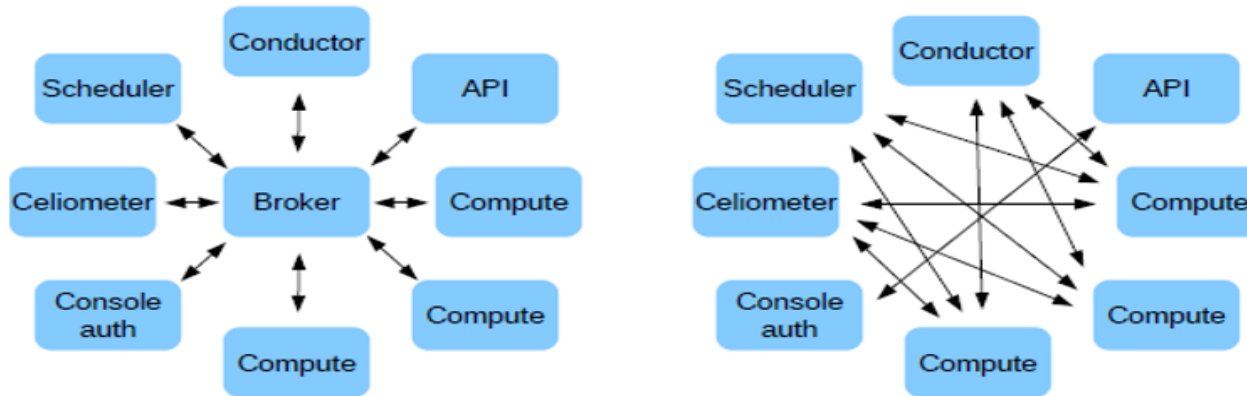 Conductor
Scheduler
API
Celiometer
Broker
Compute
Console
auth
Compute
Compute
Conductor
Scheduler
API
Celiometer
Compute
Console
auth
Compute
Compute